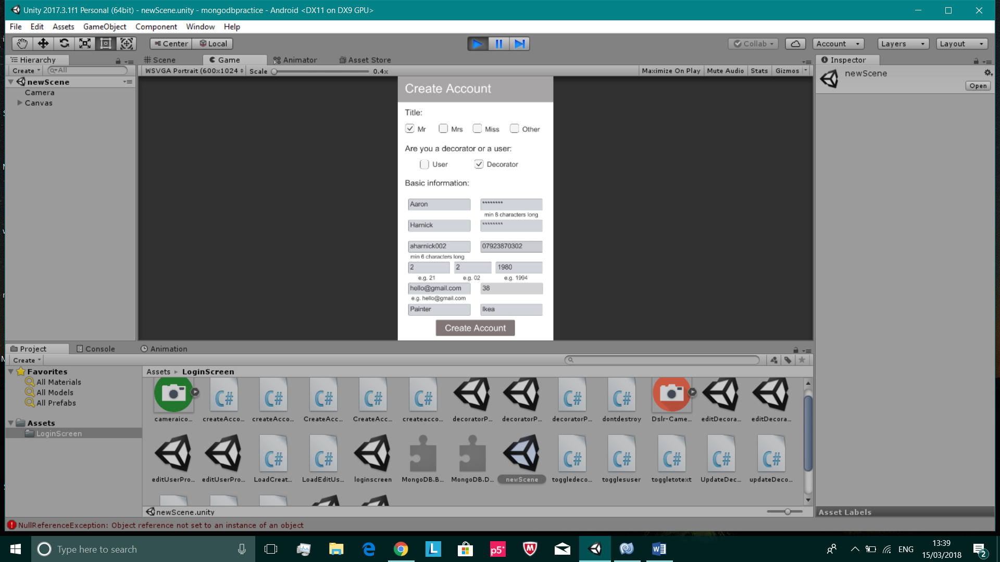 Unity 2017.3.1f1 Personal (64bit) - newScene.unity - mongodbpractice - Android <DX11 on DX9 GPU>
File Edit Assets GameObject Component Window Help
Center Local Collab Account Layers Layout
Hierarchy Scene Game Animator Asset Store Inspector
Create All WSVGA Portrait (600x1024 Scale 0.4x Maximize On Play Mute Audio Stats Gizmos
newScene
Camera
Canvas
newScene
Open
Create Account
Title:
Mr Mrs Miss Other
Are you a decorator or a user:
User Decorator
Basic information:
Aaron ********
min 8 characters long
Harnick ********
aharnick002 07923870302
min 6 characters long
2 2 1980
e.g. 21 e.g. 02 e.g. 1994
hello@gmail.com 38
e.g. hello@gmail.com
Painter Ikea
Create Account
Project Console Animation
Create
Favorites
All Materials
All Models
All Prefabs
Assets
LoginScreen
Assets LoginScreen
C# C# C# C# C# C# C#
cameraico... createAcco... createAcco... CreateAcc... CreateAcc... createacco... decoratorP... decoratorP... decoratorP... dontdestroy Dslr-Came... editDecora... editDecora...
C# C# C# C# C# C# C#
editUserPro... editUserPro... LoadCreat... LoadEditUs... loginscreen MongoDB.B... MongoDB.D... newScene toggledeco... togglesuser toggletotext UpdateDec... updateDeco...
newScene.unity
Asset Labels
NullReferenceException: Object reference not set to an instance of an object
Type here to search
L p5* ENG 13:39
15/03/2018
2